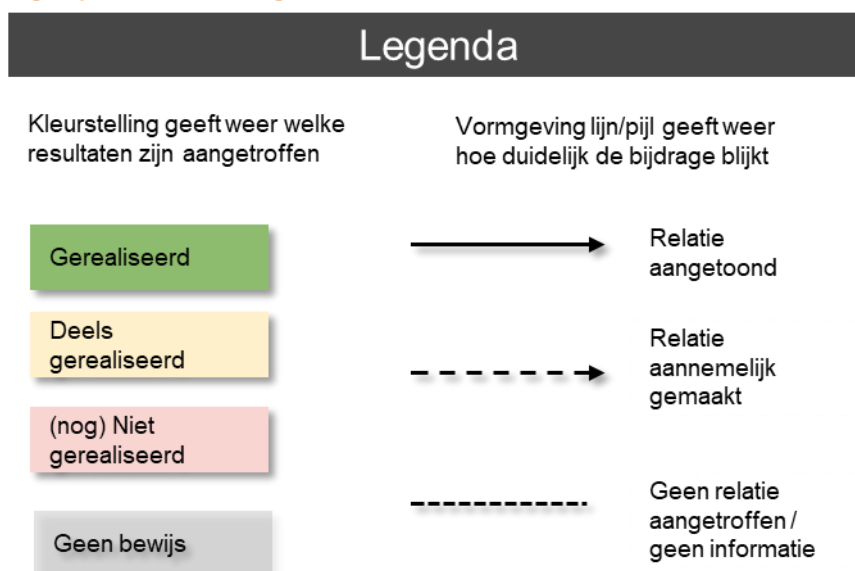 Legenda
Kleurstelling geeft weer welke
resultaten zijn aangetroffen
Vormgeving lijn/pijl geeft weer
hoe duidelijk de bijdrage blijkt
Gerealiseerd
Relatie
aangetoond
Deels
gerealiseerd
Relatie
aannemelijk
gemaakt
(nog) Niet
gerealiseerd
Geen bewijs
Geen relatie
aangetroffen /
geen informatie